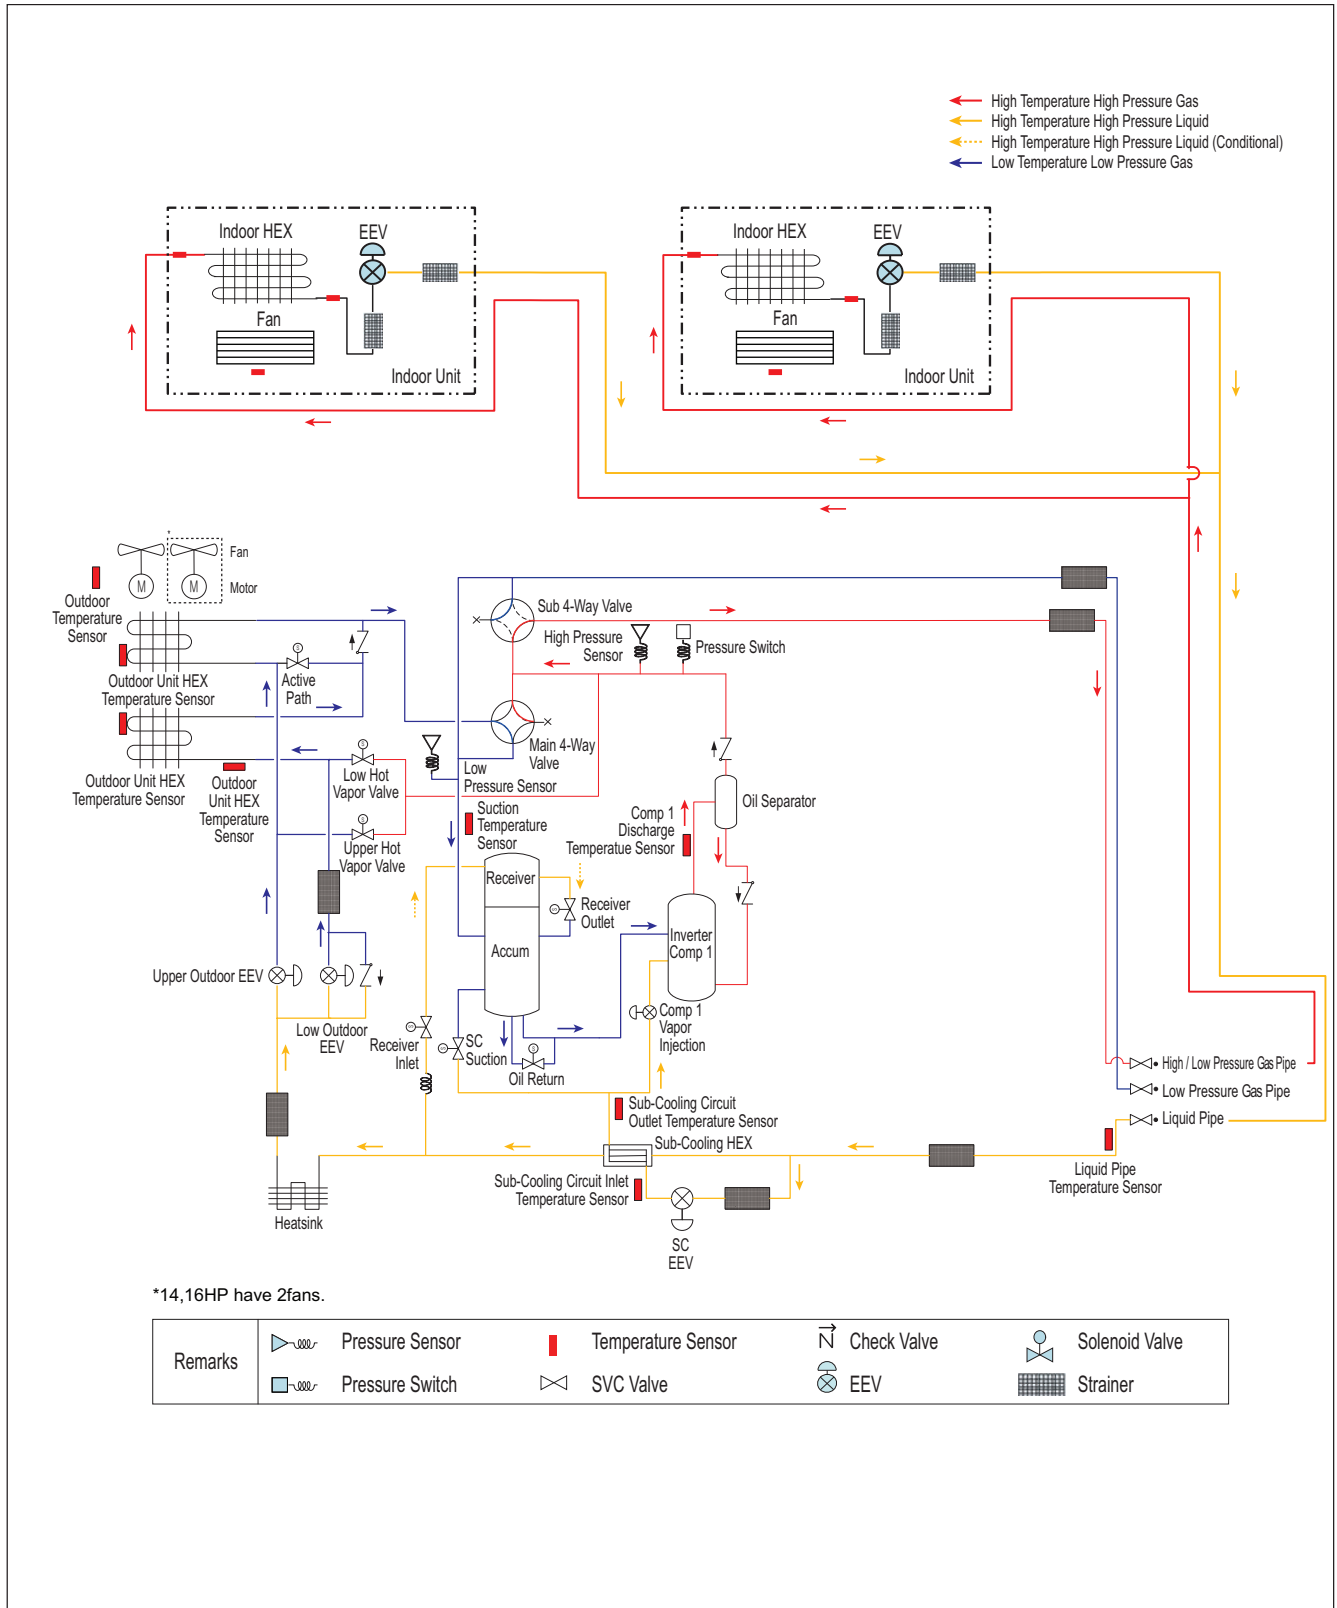 High Temperature High Pressure Gas
High Temperature High Pressure Liquid
High Temperature High Pressure Liquid (Conditional)
Low Temperature Low Pressure Gas
Indoor HEX
EEV
Fan
Indoor Unit
Indoor HEX
EEV
Fan
Indoor Unit
*
Fan
M
M
Motor
Outdoor
Temperature
Sensor
Sub 4-Way Valve
High Pressure
Sensor
Pressure Switch
S
Active
Path
Outdoor Unit HEX
Temperature Sensor
Main 4-Way
Valve
S
Low Hot
Vapor Valve
Low
Pressure Sensor
Outdoor Unit HEX
Temperature Sensor
Outdoor
Unit HEX
Temperature
Sensor
Oil Separator
Suction
Temperature
Sensor
Comp 1
Discharge
Temperatue Sensor
S
Upper Hot
Vapor Valve
Receiver
S
Receiver
Outlet
Accum
Inverter
Comp 1
Upper Outdoor EEV
Low Outdoor
EEV
S
Receiver
Inlet
S
SC
Suction
S
Oil Return
Comp 1
Vapor
Injection
High / Low Pressure Gas Pipe
Low Pressure Gas Pipe
Liquid Pipe
Sub-Cooling Circuit
Outlet Temperature Sensor
Sub-Cooling HEX
Sub-Cooling Circuit Inlet
Temperature Sensor
Liquid Pipe
Temperature Sensor
Heatsink
SC
EEV
*14,16HP have 2fans.
Remarks
Pressure Sensor
Temperature Sensor
Check Valve
Solenoid Valve
Pressure Switch
SVC Valve
EEV
Strainer